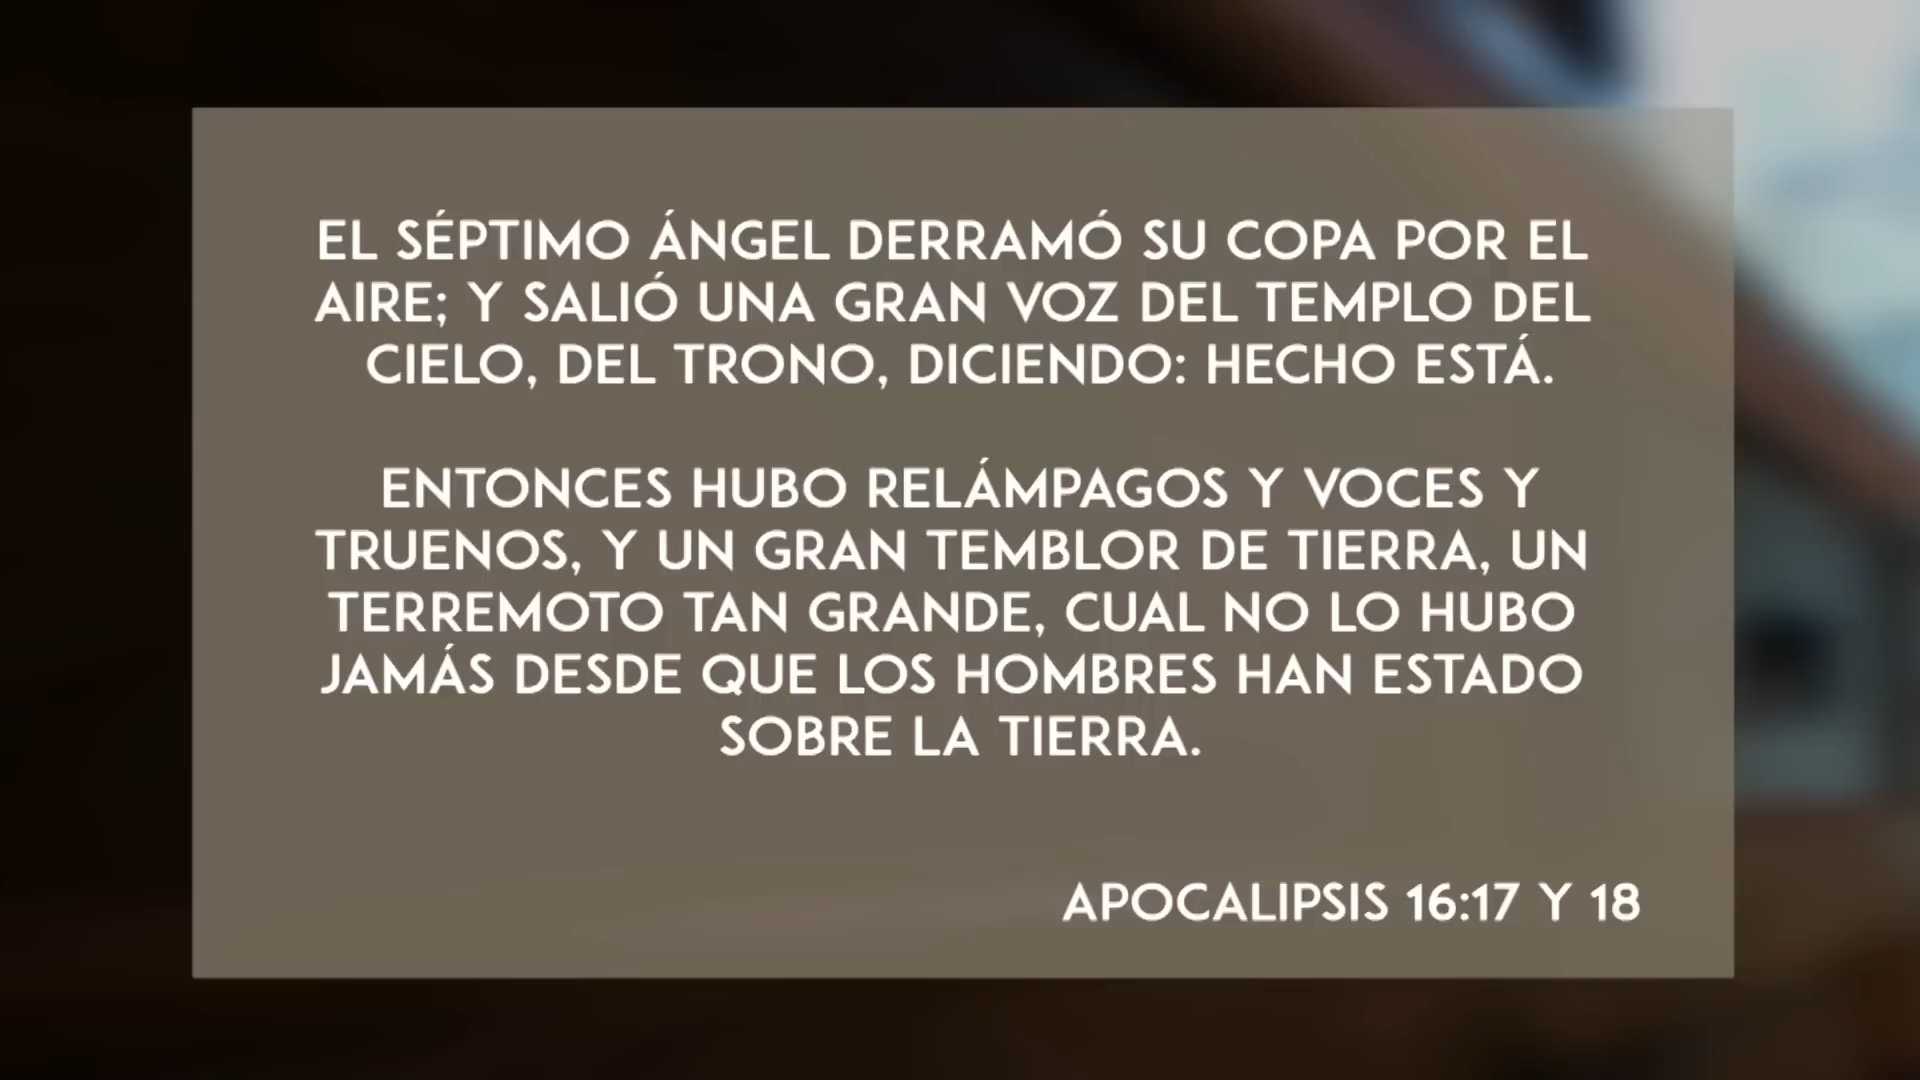 EL SÉPTIMO ÁNGEL DERRAMÓ SU COPA POR EL
AIRE; Y SALIÓ UNA GRAN VOZ DEL TEMPLO DEL
CIELO, DEL TRONO, DICIENDO: HECHO ESTÁ.
ENTONCES HUBO RELÁMPAGOS Y VOCES Y
TRUENOS, Y UN GRAN TEMBLOR DE TIERRA, UN
TERREMOTO TAN GRANDE, CUAL NO LO HUBO
JAMÁS DESDE QUE LOS HOMBRES HAN ESTADO
SOBRE LA TIERRA.
APOCALIPSIS 16:17 Y 18